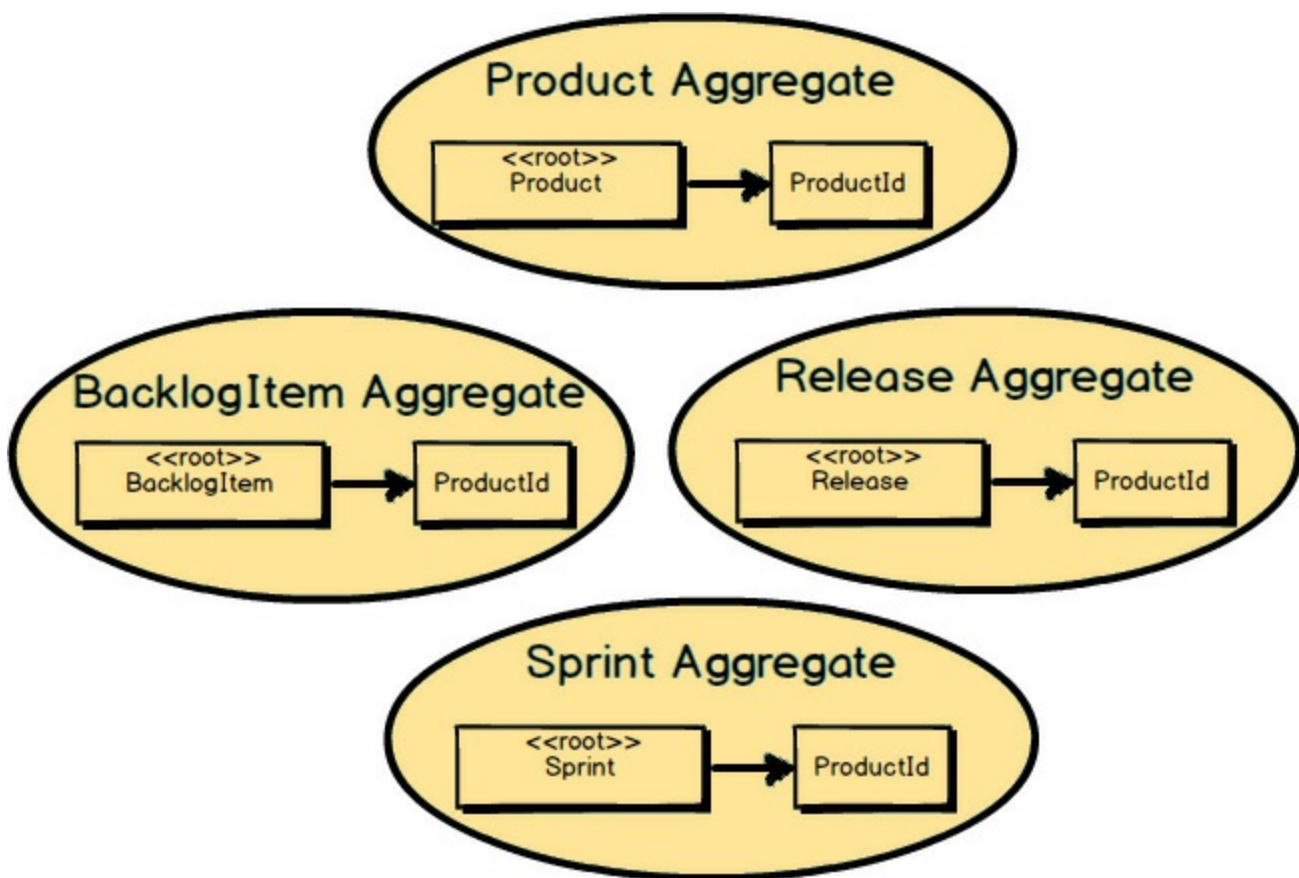 Product Aggregate
<<root>>
Product
ProductId
BacklogItem Aggregate
<<root>>
BacklogItem
ProductId
Release Aggregate
<<root>>
Release
ProductId
Sprint Aggregate
<<root>>
Sprint
ProductId